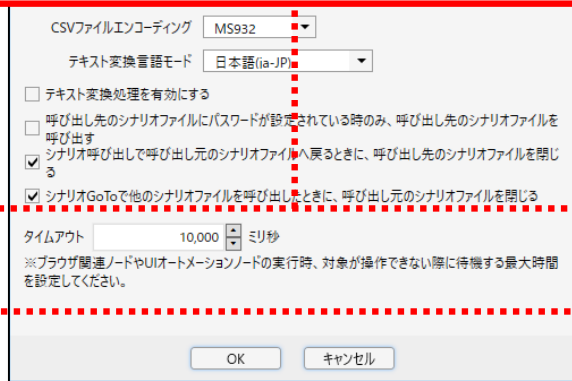 CSVファイルエンコーディング MS932
テキスト変換言語モード 日本語(ja-JP)
テキスト変換処理を有効にする
呼び出し先のシナリオファイルにパスワードが設定されている時のみ、呼び出し先のシナリオファイルを
呼び出す
シナリオ呼び出しで呼び出し元のシナリオファイルへ戻るときに、呼び出し先のシナリオファイルを閉じ
る
シナリオGoToで他のシナリオファイルを呼び出したときに、呼び出し元のシナリオファイルを閉じる
タイムアウト 10,000 ミリ秒
※ブラウザ関連ノードやUIオートメーションノードの実行時、対象が操作できない際に待機する最大時間
を設定してください。
OK キャンセル